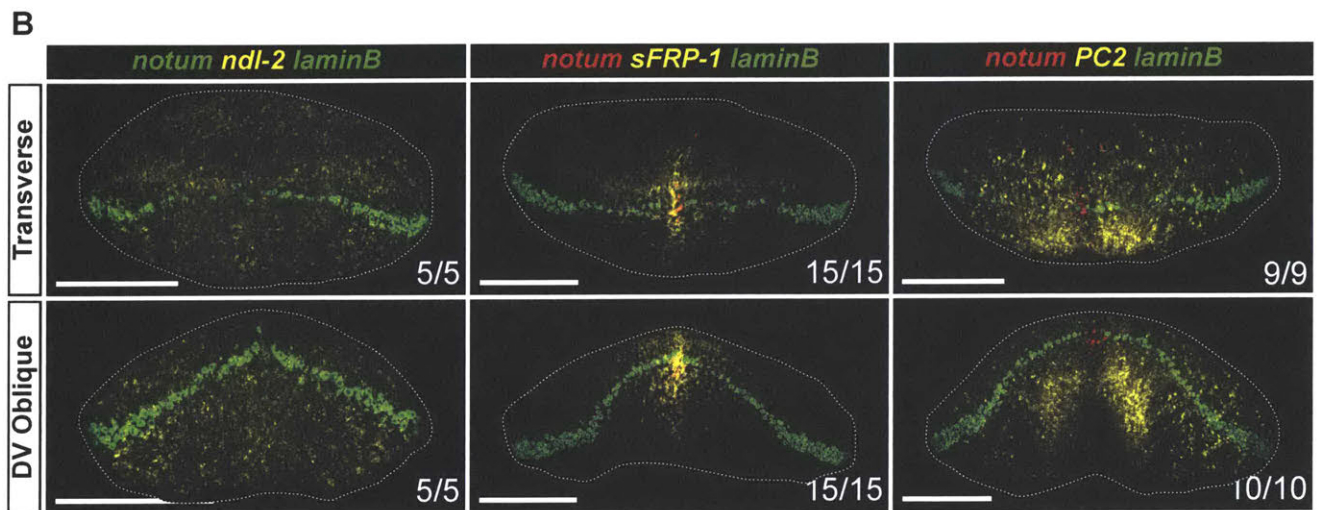 B
notum ndl-2 laminB
notum sFRP-1 laminB
notum PC2 laminB
Transverse
5/5
15/15
9/9
DV Oblique
5/5
15/15
10/10